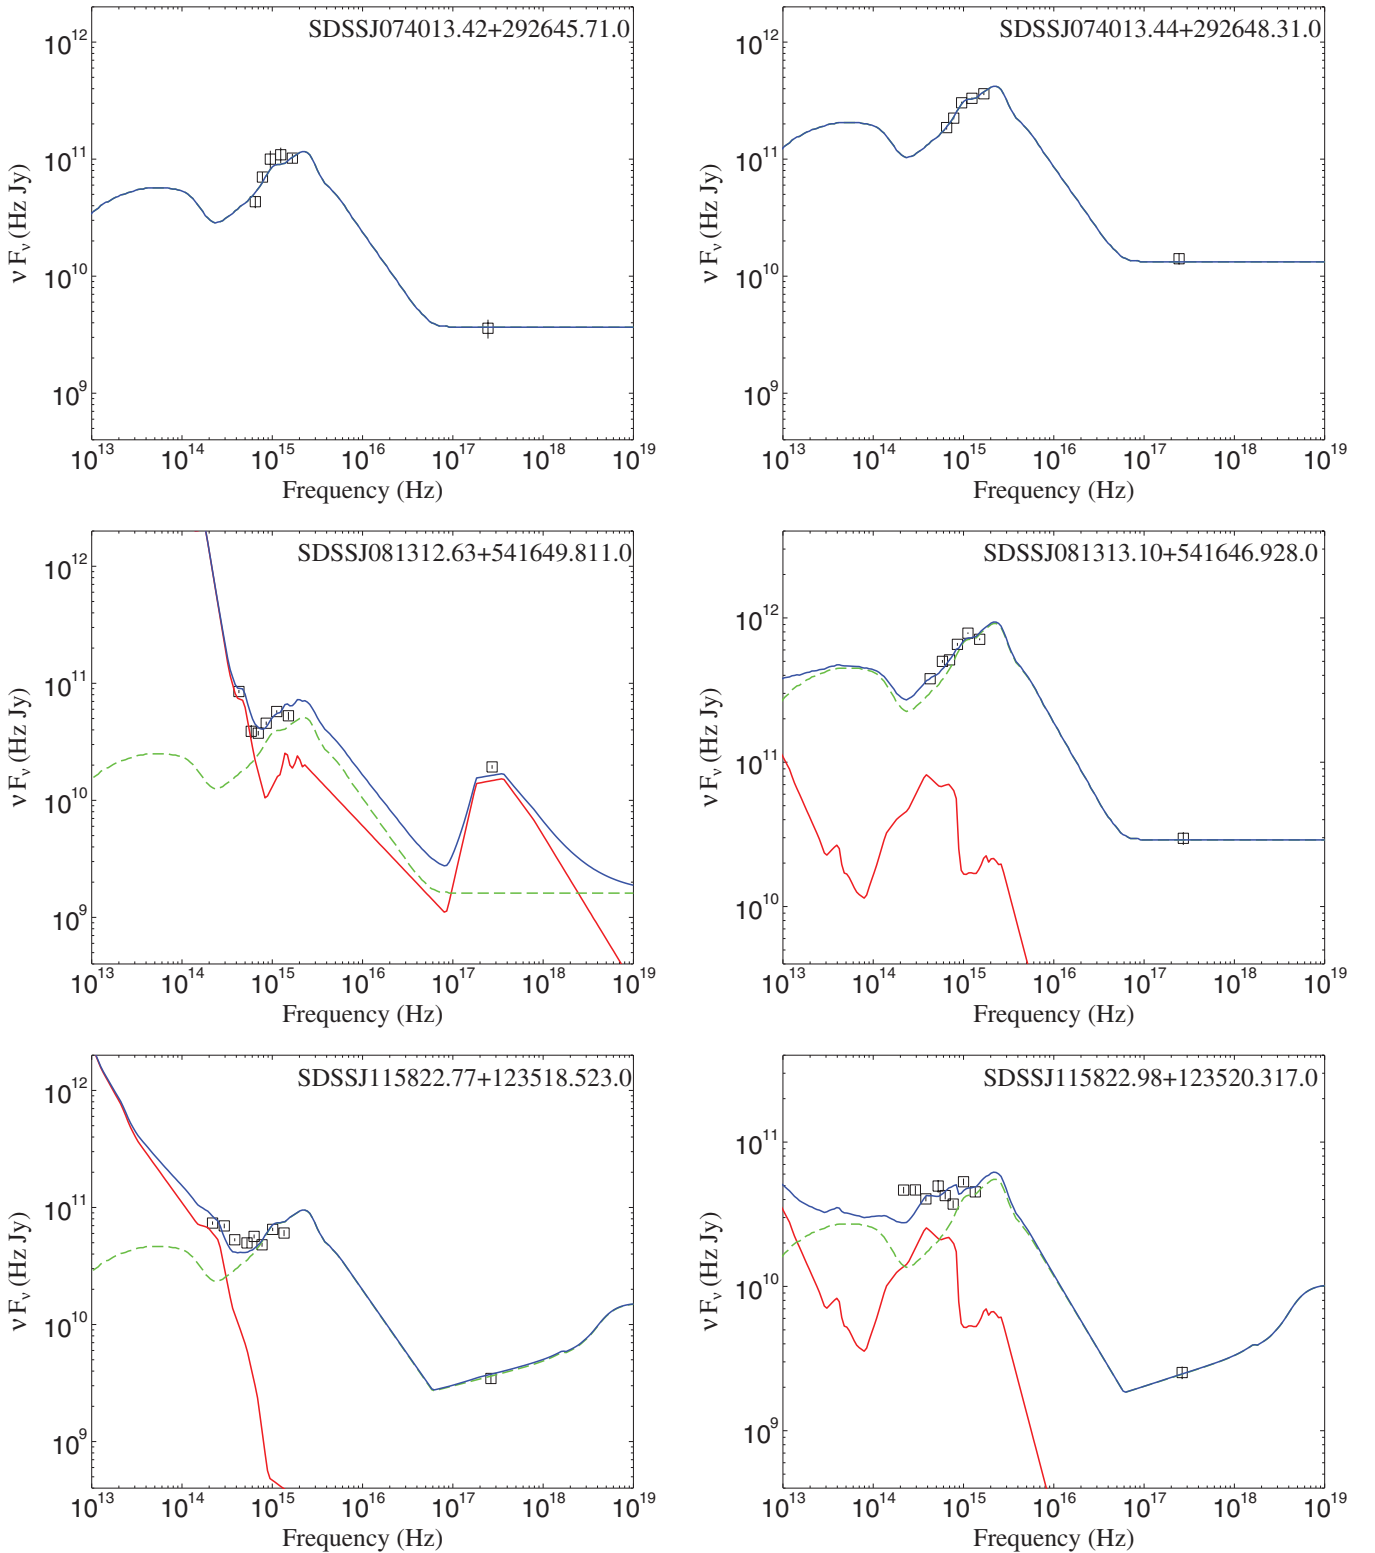 SDSSJ074013.42+292645.71.0
10^12
10^11
10^10
10^9
ν F_ν (Hz Jy)
10^13 10^14 10^15 10^16 10^17 10^18 10^19
Frequency (Hz)
SDSSJ074013.44+292648.31.0
10^12
10^11
10^10
10^9
ν F_ν (Hz Jy)
10^13 10^14 10^15 10^16 10^17 10^18 10^19
Frequency (Hz)
SDSSJ081312.63+541649.811.0
10^12
10^11
10^10
10^9
ν F_ν (Hz Jy)
10^13 10^14 10^15 10^16 10^17 10^18 10^19
Frequency (Hz)
SDSSJ081313.10+541646.928.0
10^12
10^11
10^10
ν F_ν (Hz Jy)
10^13 10^14 10^15 10^16 10^17 10^18 10^19
Frequency (Hz)
SDSSJ115822.77+123518.523.0
10^12
10^11
10^10
10^9
ν F_ν (Hz Jy)
10^13 10^14 10^15 10^16 10^17 10^18 10^19
Frequency (Hz)
SDSSJ115822.98+123520.317.0
10^11
10^10
10^9
ν F_ν (Hz Jy)
10^13 10^14 10^15 10^16 10^17 10^18 10^19
Frequency (Hz)